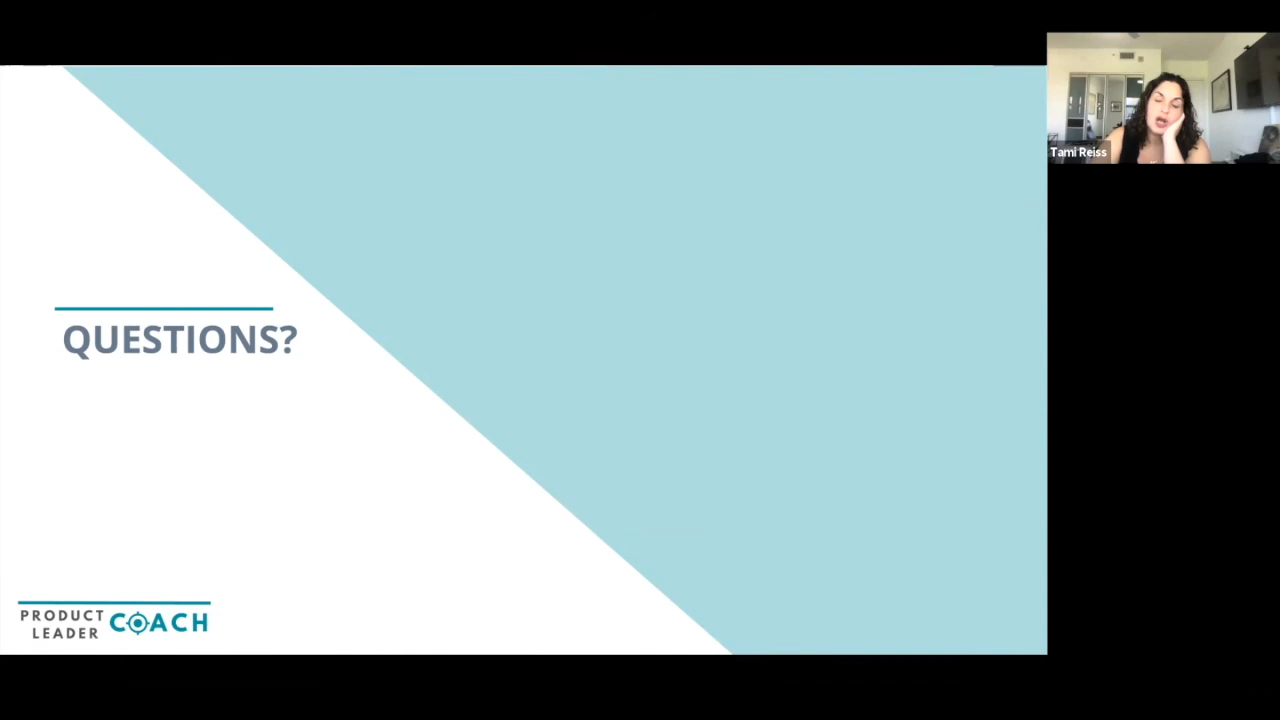 Tami Reiss
QUESTIONS?
PRODUCT
LEADER
COACH